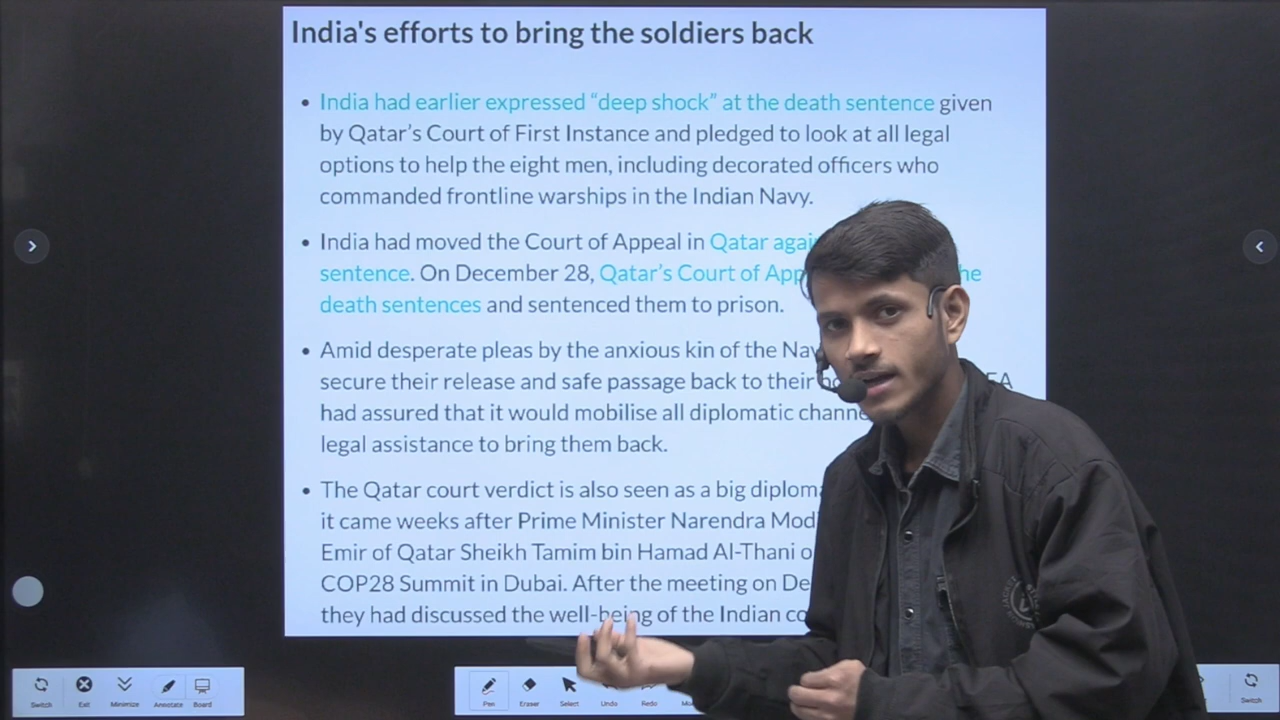 India's efforts to bring the soldiers back
• India had earlier expressed “deep shock” at the death sentence given
by Qatar’s Court of First Instance and pledged to look at all legal
options to help the eight men, including decorated officers who
commanded frontline warships in the Indian Navy.
• India had moved the Court of Appeal in Qatar
sentence. On December 28, Qatar’s Court of
death sentences and sentenced them to prison.
• Amid desperate pleas by the anxious kin of the
secure their release and safe passage back to their
had assured that it would mobilise all diplomatic
legal assistance to bring them back.
• The Qatar court verdict is also seen as a big
it came weeks after Prime Minister Narendra Modi
Emir of Qatar Sheikh Tamim bin Hamad Al-Thani
COP28 Summit in Dubai. After the meeting on
they had discussed the well-being of the Indian
Switch Exit Minimize Annotate Board Pen Eraser Select Undo Redo Switch